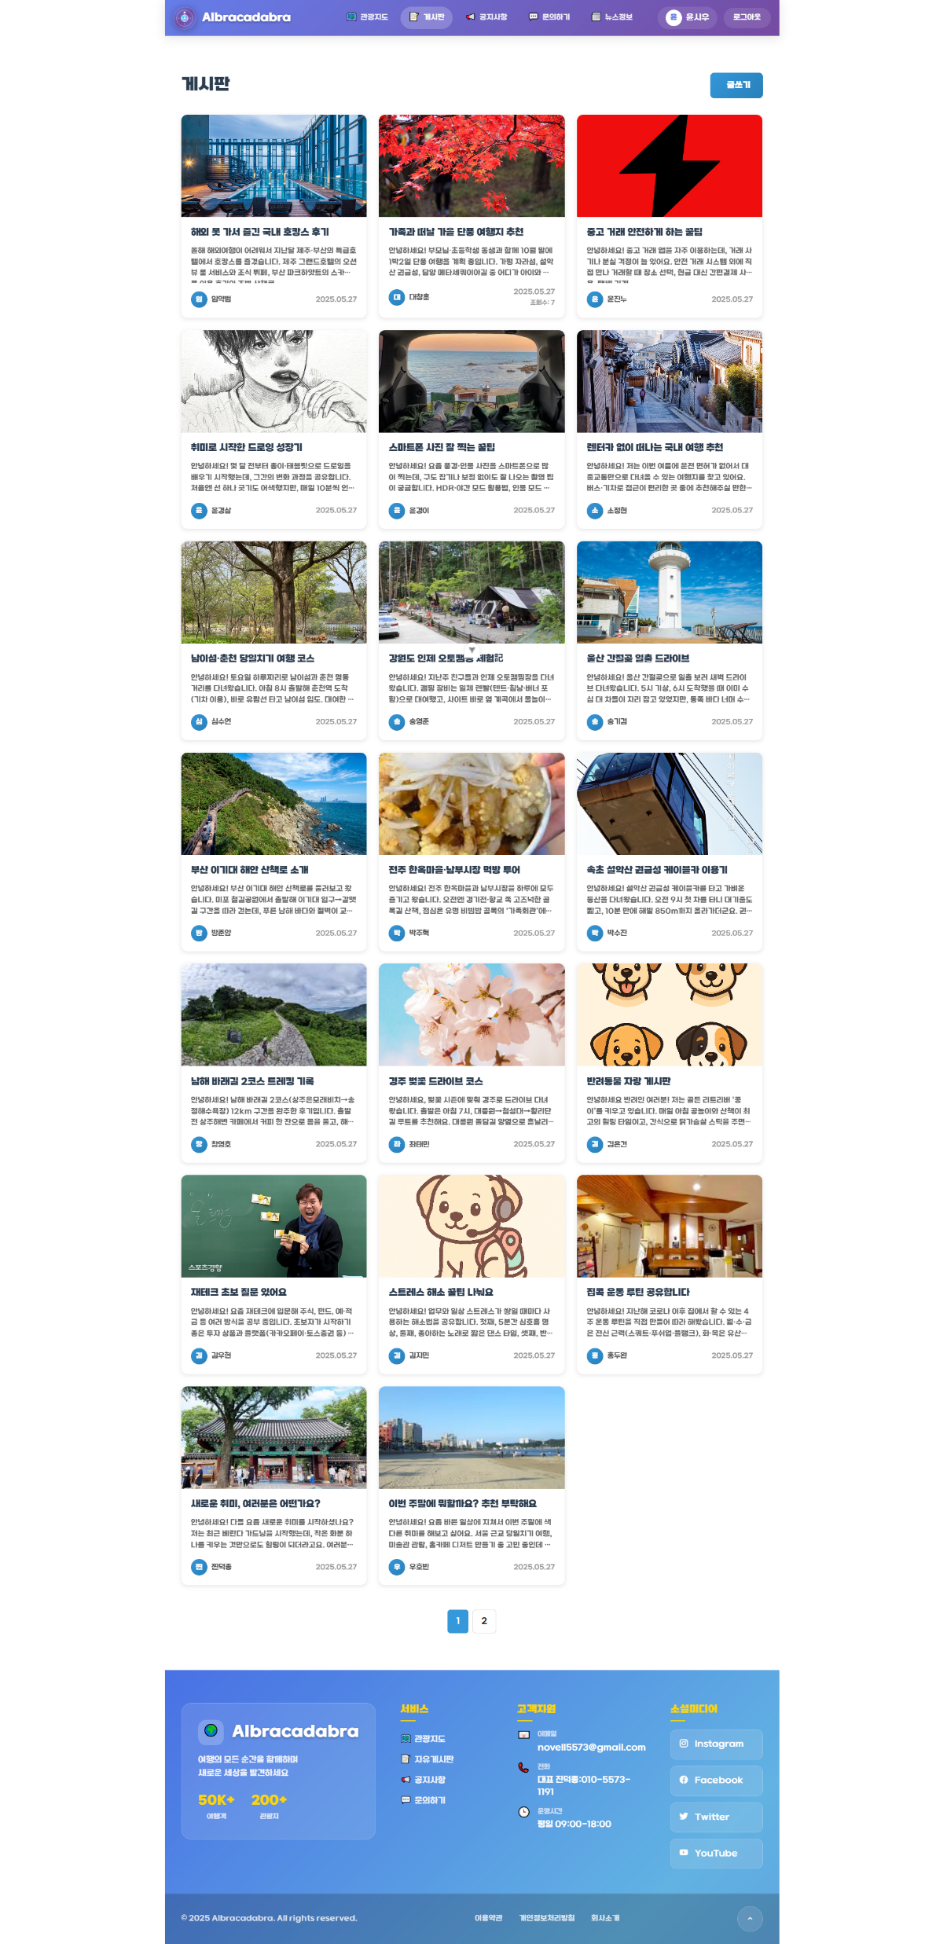 Albracadabra
관광지도
게시판
공지사항
문의하기
뉴스정보
윤 윤시우
로그아웃
게시판
글쓰기
해외 못 가서 즐긴 국내 호캉스 후기
올해 해외여행이 어려워서 지난달 제주·부산의 특급호
텔에서 호캉스를 즐겼습니다. 제주 그랜드호텔의 오션
뷰 룸 서비스와 조식 뷔페, 부산 파크하얏트의 스카…
2025.05.27
가족과 떠날 가을 단풍 여행지 추천
안녕하세요! 부모님·초등학생 동생과 함께 10월 말에
1박2일 단풍 여행을 계획 중입니다. 가평 자라섬, 설악
산 권금성, 담양 메타세쿼이아길 중 어디가 아이와 …
대 대창훈
2025.05.27
조회수: 7
중고 거래 안전하게 하는 꿀팁
안녕하세요! 중고 거래 앱을 자주 이용하는데, 거래 사
기나 분실 걱정이 늘 있어요. 안전 거래 시스템 외에 직
접 만나 거래할 때 장소 선택, 현금 대신 간편결제 사…
윤 윤진누
2025.05.27
취미로 시작한 드로잉 성장기
안녕하세요! 몇 달 전부터 종이·태블릿으로 드로잉을
배우기 시작했는데, 그간의 변화 과정을 공유합니다.
처음엔 선 하나 긋기도 어색했지만, 매일 10분씩 연…
윤 윤경상
2025.05.27
스마트폰 사진 잘 찍는 꿀팁
안녕하세요! 요즘 풍경·인물 사진을 스마트폰으로 많
이 찍는데, 구도 잡기나 보정 없이도 잘 나오는 촬영 팁
이 궁금합니다. HDR·야간 모드 활용법, 인물 모드 …
윤 윤경이
2025.05.27
렌터카 없이 떠나는 국내 여행 추천
안녕하세요! 저는 이번 여름에 운전 면허가 없어서 대
중교통만으로 다녀올 수 있는 여행지를 찾고 있어요.
버스·기차로 접근이 편리한 곳 중에 추천해주실 만한…
소 소정현
2025.05.27
남이섬·춘천 당일치기 여행 코스
안녕하세요! 토요일 하루짜리로 남이섬과 춘천 명동
거리를 다녀왔습니다. 아침 8시 출발해 춘천역 도착
(기차 이용), 바로 유람선 타고 남이섬 입도. 대여한 …
심 심수연
2025.05.27
강원도 인제 오토캠핑 체험記
안녕하세요! 지난주 친구들과 인제 오토캠핑장을 다녀
왔습니다. 캠핑 장비는 일체 렌탈(텐트·침낭·버너 포
함)으로 대여했고, 사이트 바로 옆 계곡에서 물놀이…
송 송영훈
2025.05.27
울산 간절곶 일출 드라이브
안녕하세요! 울산 간절곶으로 일출 보러 새벽 드라이
브 다녀왔습니다. 5시 기상, 6시 도착했을 때 이미 수
십 대 차들이 자리 잡고 있었지만, 동쪽 바다 너머 수…
송 송기겸
2025.05.27
부산 이기대 해안 산책로 소개
안녕하세요! 부산 이기대 해안 산책로를 둘러보고 왔
습니다. 미포 철길공원에서 출발해 이기대 입구→갈맷
길 구간을 따라 걷는데, 푸른 남해 바다와 절벽이 교…
방 방춘앙
2025.05.27
전주 한옥마을·남부시장 먹방 투어
안녕하세요! 전주 한옥마을과 남부시장을 하루에 모두
즐기고 왔습니다. 오전엔 경기전·향교 쪽 고즈넉한 골
목길 산책, 점심은 유명 비빔밥 골목의 ‘가족회관’에…
박 박주혁
2025.05.27
속초 설악산 권금성 케이블카 이용기
안녕하세요! 설악산 권금성 케이블카를 타고 가벼운
등산을 다녀왔습니다. 오전 9시 첫 차를 타니 대기줄도
짧고, 10분 만에 해발 850m까지 올라가더군요. 권…
박 박수진
2025.05.27
남해 바래길 2코스 트레킹 기록
안녕하세요! 남해 바래길 2코스(상주은모래비치→송
정해수욕장) 12km 구간을 완주한 후기입니다. 출발
전 상주해변 카페에서 커피 한 잔으로 몸을 풀고, 해…
장 장영호
2025.05.27
경주 벚꽃 드라이브 코스
안녕하세요, 벚꽃 시즌에 맞춰 경주로 드라이브 다녀
왔습니다. 출발은 아침 7시, 대릉원→첨성대→황리단
길 루트를 추천해요. 대릉원 돌담길 양옆으로 흩날리…
좌 좌태민
2025.05.27
반려동물 자랑 게시판
안녕하세요 반려인 여러분! 저는 골든 리트리버 ‘콩
이’를 키우고 있습니다. 매일 아침 공놀이와 산책이 최
고의 힐링 타임이고, 간식으로 닭가슴살 스틱을 주면…
김 김훈간
2025.05.27
스포츠경향
재테크 초보 질문 있어요
안녕하세요! 요즘 재테크에 입문해 주식, 펀드, 예·적
금 등 여러 방식을 공부 중입니다. 초보자가 시작하기
좋은 투자 상품과 플랫폼(카카오페이·토스증권 등) …
김 김우현
2025.05.27
스트레스 해소 꿀팁 나눠요
안녕하세요! 업무와 일상 스트레스가 쌓일 때마다 사
용하는 해소법을 공유합니다. 첫째, 5분간 심호흡 명
상, 둘째, 좋아하는 노래로 짧은 댄스 타임, 셋째, 반…
김 김지민
2025.05.27
집콕 운동 루틴 공유합니다
안녕하세요! 지난해 코로나 이후 집에서 할 수 있는 4
주 운동 루틴을 직접 만들어 따라 해봤습니다. 월·수·금
은 전신 근력(스쿼트·푸쉬업·플랭크), 화·목은 유산…
홍 홍두완
2025.05.27
새로운 취미, 여러분은 어떤가요?
안녕하세요! 다들 요즘 새로운 취미를 시작하셨나요?
저는 최근 베란다 가드닝을 시작했는데, 작은 화분 하
나를 키우는 것만으로도 힐링이 되더라고요. 여러분…
진 진덕종
2025.05.27
이번 주말에 뭐할까요? 추천 부탁해요
안녕하세요! 요즘 바쁜 일상에 지쳐서 이번 주말에 색
다른 취미를 해보고 싶어요. 서울 근교 당일치기 여행,
미술관 관람, 홈카페 디저트 만들기 중 고민 중인데 …
우 우호빈
2025.05.27
1 2
Albracadabra
여행의 모든 순간을 함께하며
새로운 세상을 발견하세요
50K+ 200+
여행객 관광지
서비스
관광지도
자유게시판
공지사항
문의하기
고객지원
이메일
novell5573@gmail.com
전화
대표 진덕종:010-5573-
1191
운영시간
평일 09:00-18:00
소셜미디어
Instagram
Facebook
Twitter
YouTube
© 2025 Albracadabra. All rights reserved.
이용약관
개인정보처리방침
회사소개